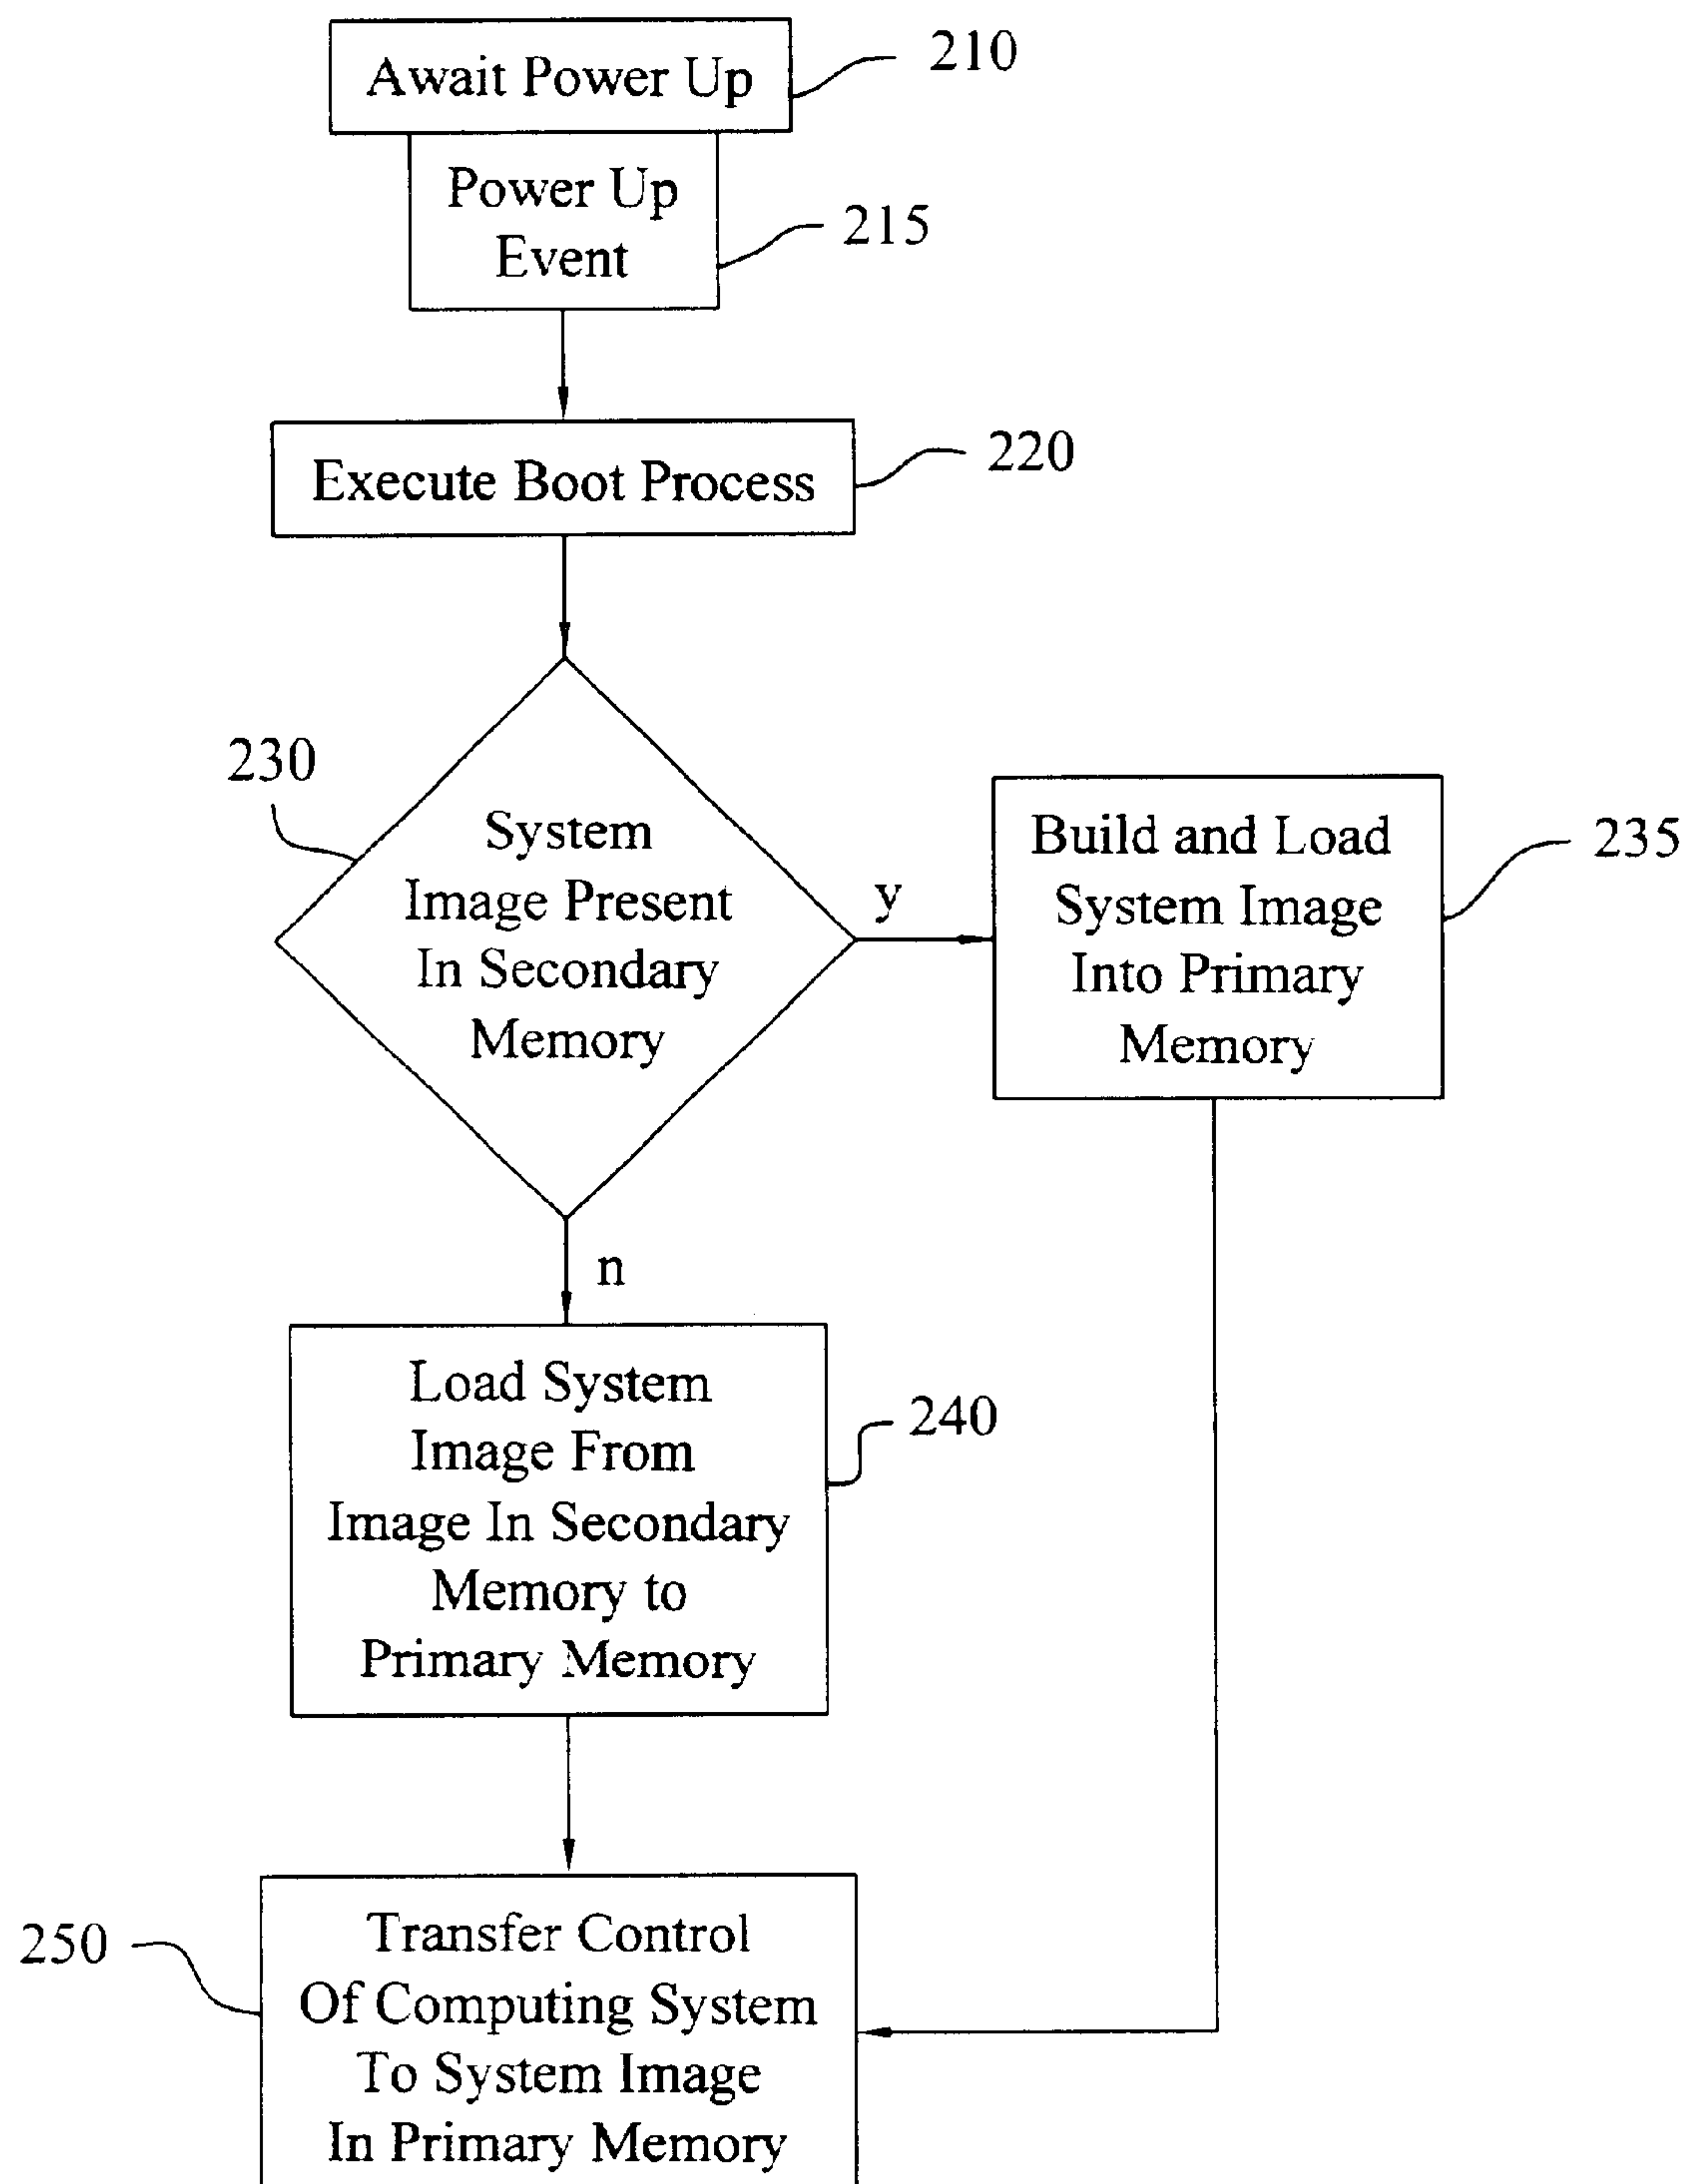 Await Power Up
210
Power Up
Event
215
Execute Boot Process
220
230
System
Image Present
In Secondary
Memory
y
Build and Load
System Image
Into Primary
Memory
235
n
Load System
Image From
Image In Secondary
Memory to
Primary Memory
240
250
Transfer Control
Of Computing System
To System Image
In Primary Memory